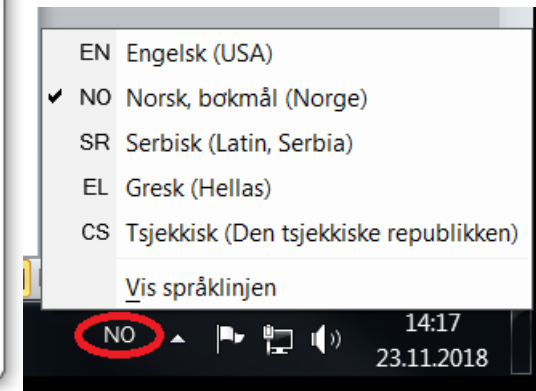 EN Engelsk (USA)
NO Norsk, bokmål (Norge)
SR Serbisk (Latin, Serbia)
EL Gresk (Hellas)
CS Tsjekkisk (Den tsjekkiske republikken)
Vis språklinjen
NO 14:17
23.11.2018